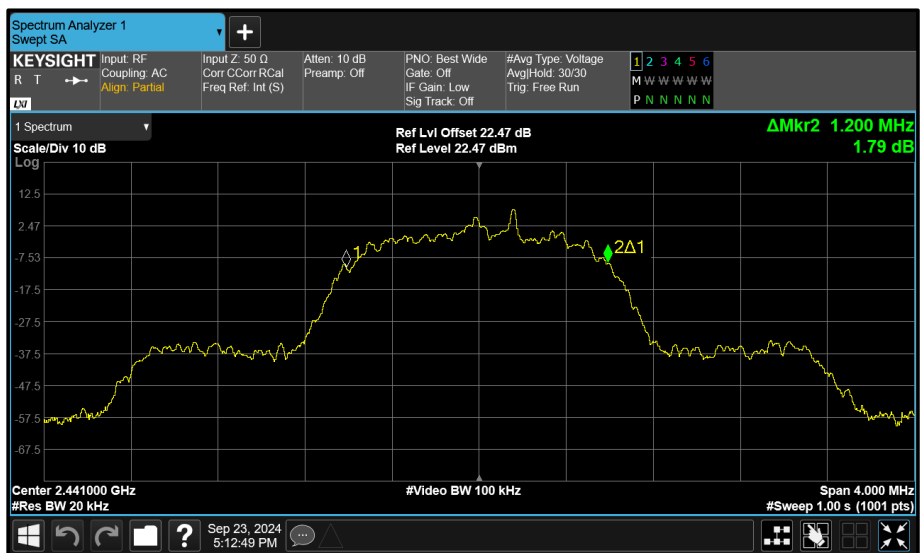 Spectrum Analyzer 1
Swept SA
KEYSIGHT
R T
LXI
Input: RF
Coupling: AC
Align: Partial
Input Z: 50 Ω
Corr CCorr RCal
Freq Ref: Int (S)
Atten: 10 dB
Preamp: Off
PNO: Best Wide
Gate: Off
IF Gain: Low
Sig Track: Off
#Avg Type: Voltage
Avg|Hold: 30/30
Trig: Free Run
1 2 3 4 5 6
M W W W W W
P N N N N N
1 Spectrum
Scale/Div 10 dB
Ref Lvl Offset 22.47 dB
Ref Level 22.47 dBm
ΔMkr2 1.200 MHz
1.79 dB
Log
12.5
2.47
-7.53
-17.5
-27.5
-37.5
-47.5
-57.5
-67.5
1
2Δ1
Center 2.441000 GHz
#Res BW 20 kHz
#Video BW 100 kHz
Span 4.000 MHz
#Sweep 1.00 s (1001 pts)
?
Sep 23, 2024
5:12:49 PM